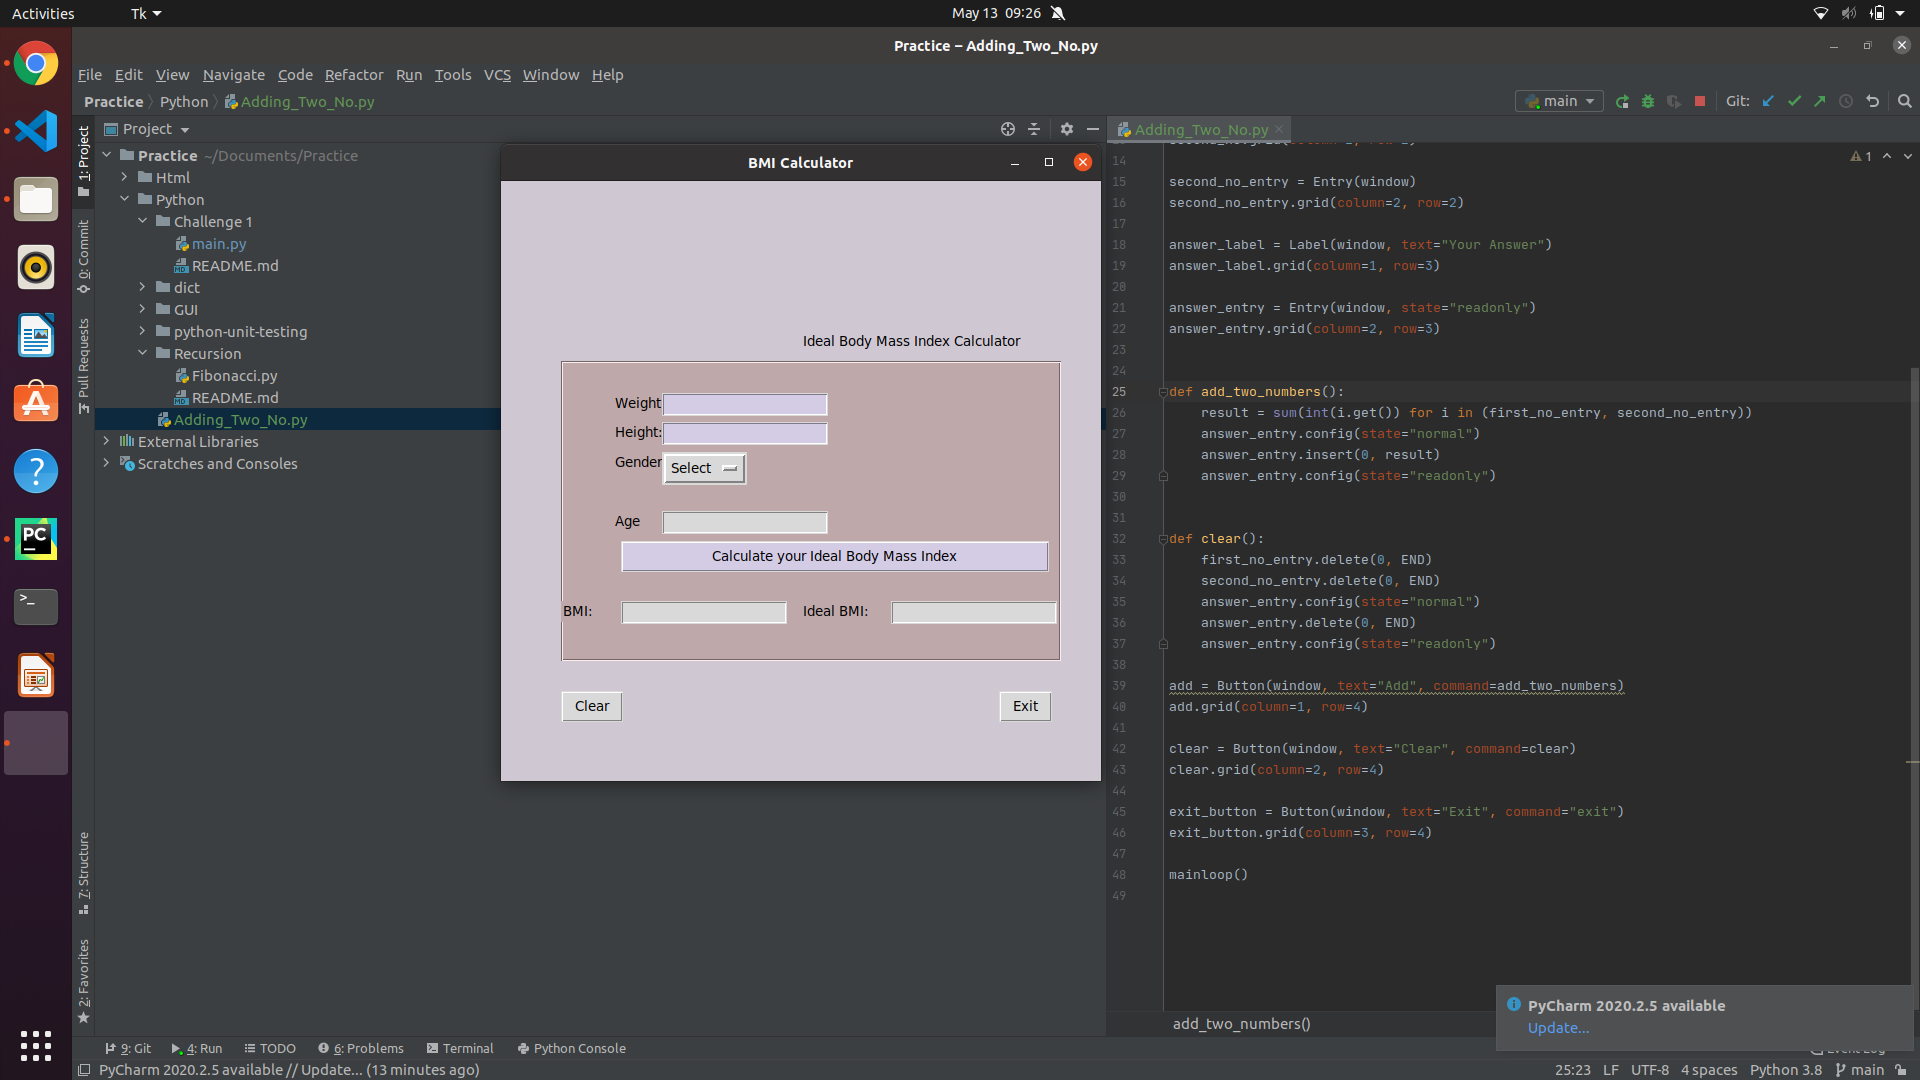 Activities
Tk
May 13 09:26
Practice – Adding_Two_No.py
File Edit View Navigate Code Refactor Run Tools VCS Window Help
Practice Python Adding_Two_No.py
main
Git:
1: Project
0: Commit
Pull Requests
7: Structure
2: Favorites
Project
Practice ~/Documents/Practice
Html
Python
Challenge 1
main.py
README.md
dict
GUI
python-unit-testing
Recursion
Fibonacci.py
README.md
Adding_Two_No.py
External Libraries
Scratches and Consoles
BMI Calculator
Ideal Body Mass Index Calculator
Weight
Height:
Gender Select
Age
Calculate your Ideal Body Mass Index
BMI: Ideal BMI:
Clear Exit
Adding_Two_No.py
1
14
15 second_no_entry = Entry(window)
16 second_no_entry.grid(column=2, row=2)
17
18 answer_label = Label(window, text="Your Answer")
19 answer_label.grid(column=1, row=3)
20
21 answer_entry = Entry(window, state="readonly")
22 answer_entry.grid(column=2, row=3)
23
24
25 def add_two_numbers():
26 result = sum(int(i.get()) for i in (first_no_entry, second_no_entry))
27 answer_entry.config(state="normal")
28 answer_entry.insert(0, result)
29 answer_entry.config(state="readonly")
30
31
32 def clear():
33 first_no_entry.delete(0, END)
34 second_no_entry.delete(0, END)
35 answer_entry.config(state="normal")
36 answer_entry.delete(0, END)
37 answer_entry.config(state="readonly")
38
39 add = Button(window, text="Add", command=add_two_numbers)
40 add.grid(column=1, row=4)
41
42 clear = Button(window, text="Clear", command=clear)
43 clear.grid(column=2, row=4)
44
45 exit_button = Button(window, text="Exit", command="exit")
46 exit_button.grid(column=3, row=4)
47
48 mainloop()
49
add_two_numbers()
PyCharm 2020.2.5 available
Update...
9: Git 4: Run TODO 6: Problems Terminal Python Console
PyCharm 2020.2.5 available // Update... (13 minutes ago)
25:23 LF UTF-8 4 spaces Python 3.8 main